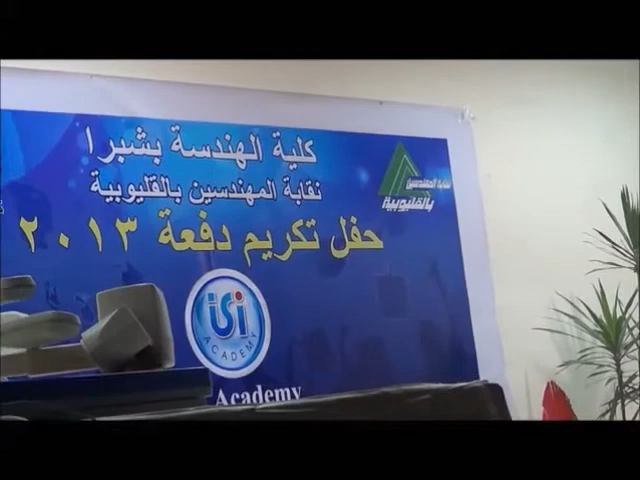 كلية الهندسة بشبرا
نقابة المهندسين بالقليوبية
حفل تكريم دفعة ٢٠١٣
نقابة المهندسين
بالقليوبية
iSi
ACADEMY
Academy